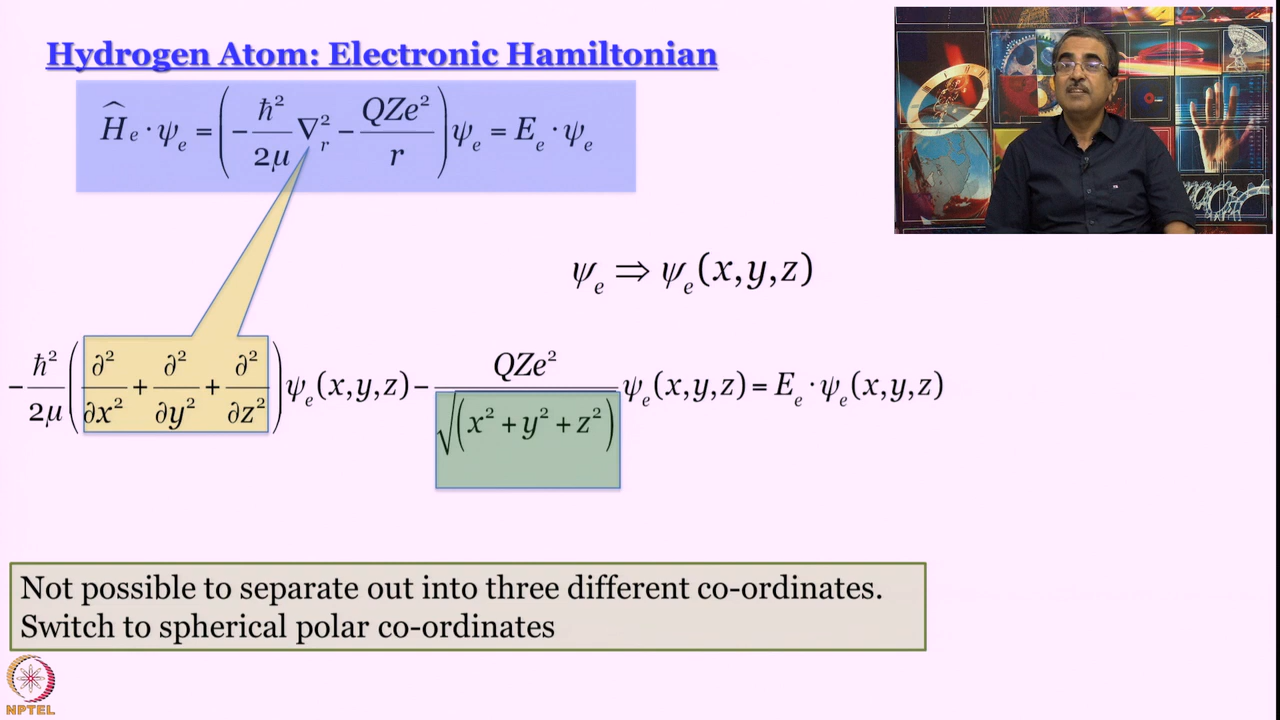 Hydrogen Atom: Electronic Hamiltonian
Ĥₑ · ψₑ = ( − ħ²/2μ ∇ᵣ² − QZe²/r ) ψₑ = Eₑ · ψₑ
ψₑ ⇒ ψₑ(x,y,z)
− ħ²/2μ ( ∂²/∂x² + ∂²/∂y² + ∂²/∂z² ) ψₑ(x,y,z) − QZe²/√(x² + y² + z²) ψₑ(x,y,z) = Eₑ · ψₑ(x,y,z)
Not possible to separate out into three different co-ordinates.
Switch to spherical polar co-ordinates
NPTEL